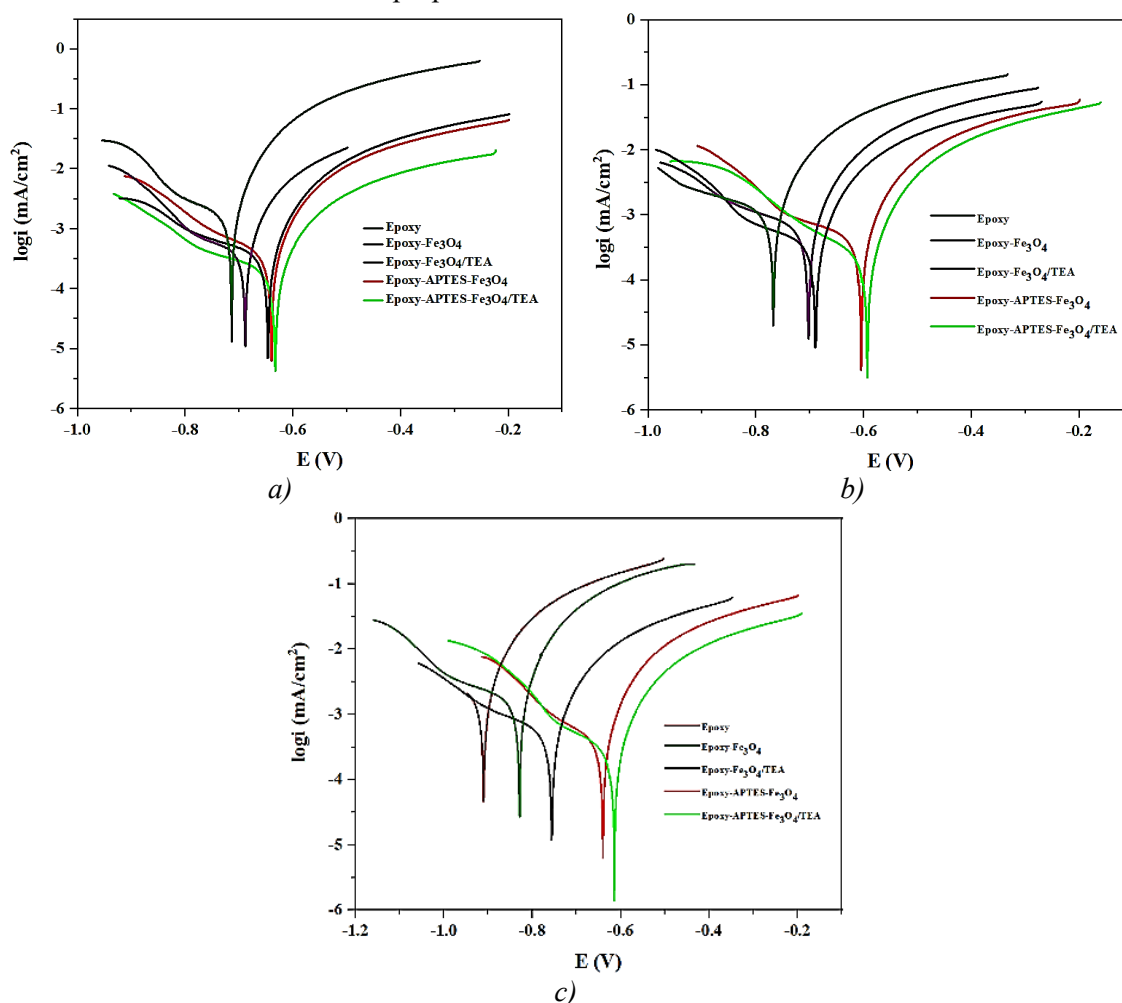 logi (mA/cm²)
0
-1
-2
-3
-4
-5
-6
Epoxy
Epoxy-Fe₃O₄
Epoxy-Fe₃O₄/TEA
Epoxy-APTES-Fe₃O₄
Epoxy-APTES-Fe₃O₄/TEA
-1.0 -0.8 -0.6 -0.4 -0.2
E (V)
a)
logi (mA/cm²)
0
-1
-2
-3
-4
-5
-6
Epoxy
Epoxy-Fe₃O₄
Epoxy-Fe₃O₄/TEA
Epoxy-APTES-Fe₃O₄
Epoxy-APTES-Fe₃O₄/TEA
-1.0 -0.8 -0.6 -0.4 -0.2
E (V)
b)
logi (mA/cm²)
0
-1
-2
-3
-4
-5
-6
Epoxy
Epoxy-Fe₃O₄
Epoxy-Fe₃O₄/TEA
Epoxy-APTES-Fe₃O₄
Epoxy-APTES-Fe₃O₄/TEA
-1.2 -1.0 -0.8 -0.6 -0.4 -0.2
E (V)
c)